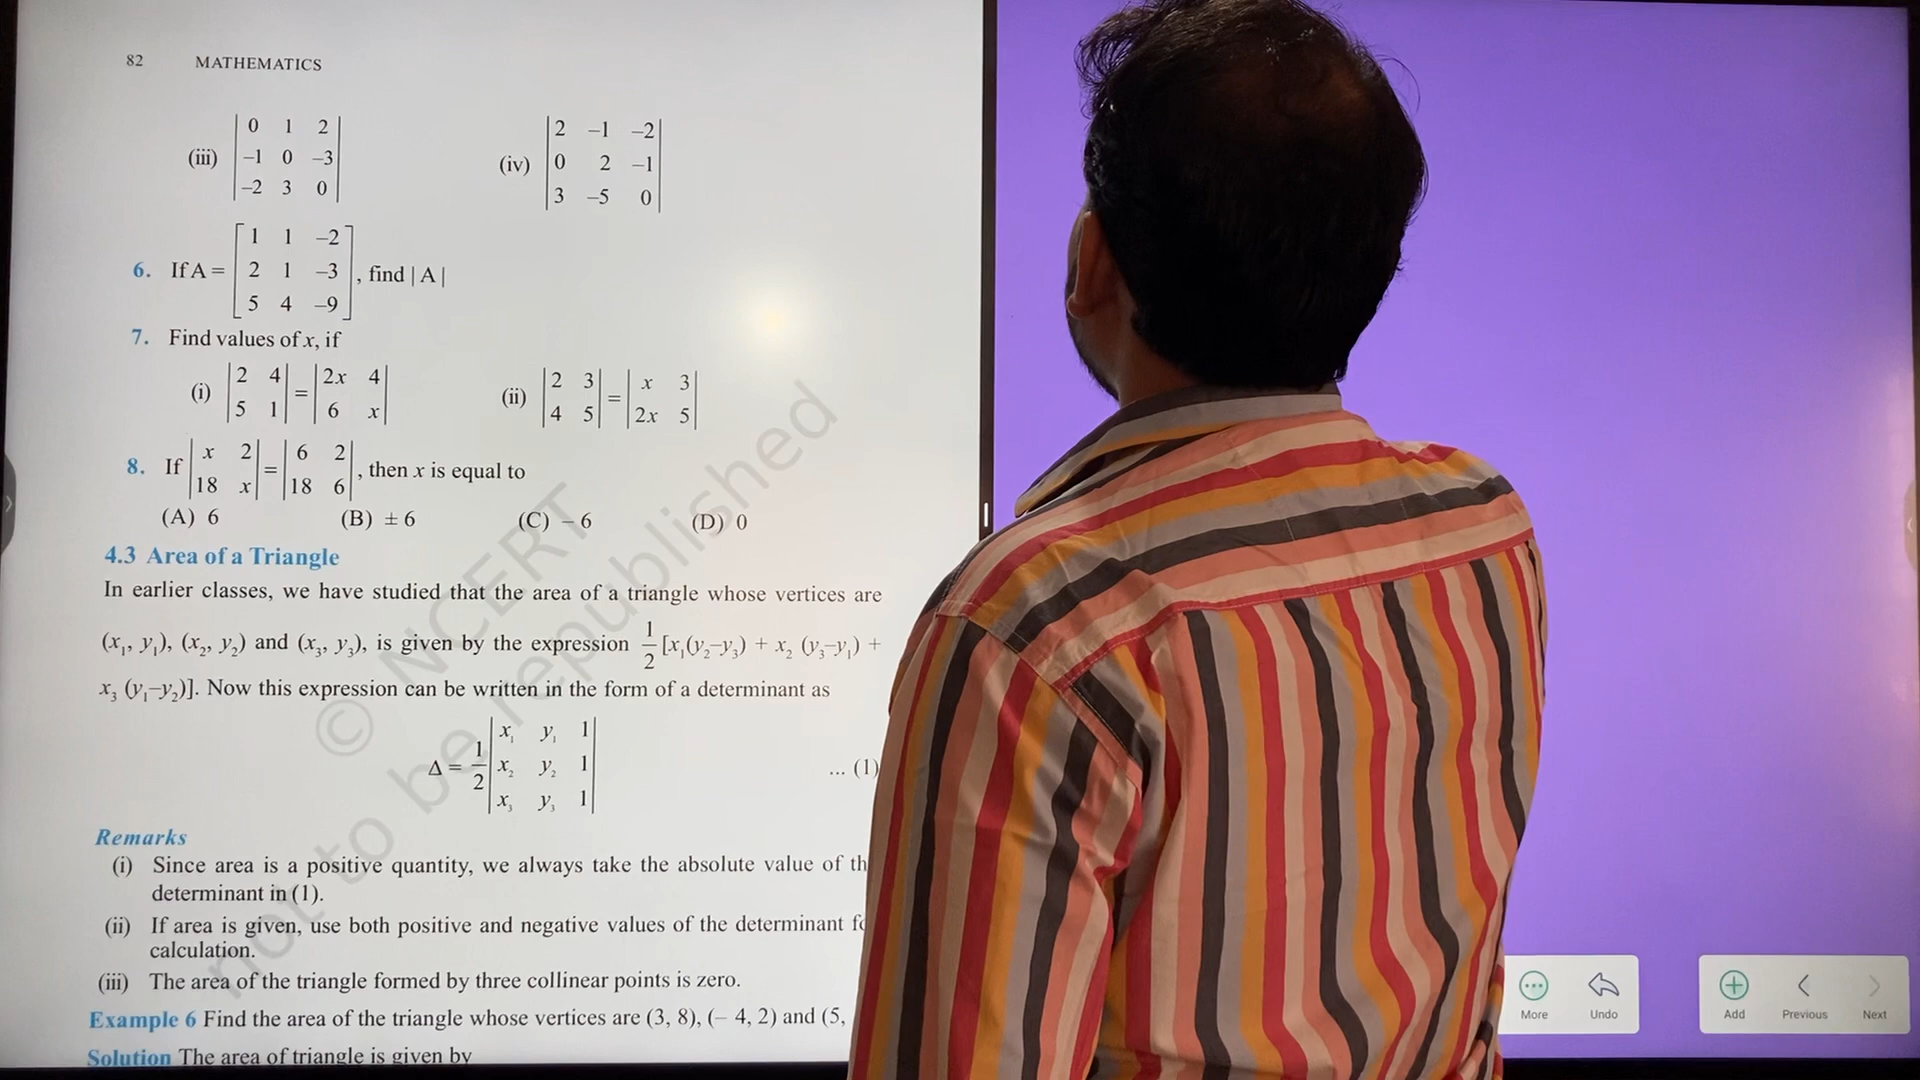 82 MATHEMATICS
(iii) | 0 1 2 | (iv) | 2 –1 –2 |
| –1 0 –3 | | 0 2 –1 |
| –2 3 0 | | 3 –5 0 |
6. If A = [ 1 1 –2 ] , find | A |
[ 2 1 –3 ]
[ 5 4 –9 ]
7. Find values of x, if
(i) | 2 4 | = | 2x 4 | (ii) | 2 3 | = | x 3 |
| 5 1 | | 6 x | | 4 5 | | 2x 5 |
8. If | x 2 | = | 6 2 | , then x is equal to
| 18 x | | 18 6 |
(A) 6 (B) ± 6 (C) – 6 (D) 0
4.3 Area of a Triangle
In earlier classes, we have studied that the area of a triangle whose vertices are
(x₁, y₁), (x₂, y₂) and (x₃, y₃), is given by the expression 1/2 [x₁(y₂–y₃) + x₂ (y₃–y₁) +
x₃ (y₁–y₂)]. Now this expression can be written in the form of a determinant as
Δ = 1/2 | x₁ y₁ 1 |
| x₂ y₂ 1 | ... (1)
| x₃ y₃ 1 |
Remarks
(i) Since area is a positive quantity, we always take the absolute value of th
determinant in (1).
(ii) If area is given, use both positive and negative values of the determinant
calculation.
(iii) The area of the triangle formed by three collinear points is zero.
Example 6 Find the area of the triangle whose vertices are (3, 8), (– 4, 2) and (5,
Solution The area of triangle is given by
© NCERT
not to be republished
More Undo Add Previous Next